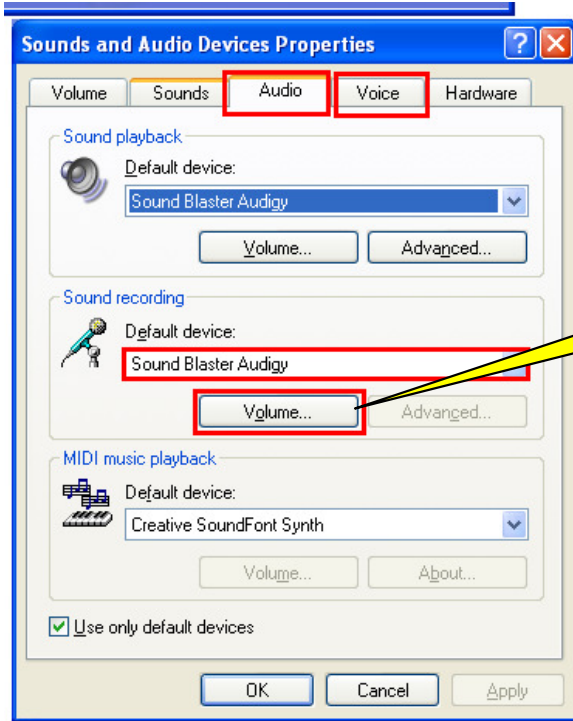 Sounds and Audio Devices Properties
Volume Sounds Audio Voice Hardware
Sound playback
Default device:
Sound Blaster Audigy
Volume... Advanced...
Sound recording
Default device:
Sound Blaster Audigy
Volume... Advanced...
MIDI music playback
Default device:
Creative SoundFont Synth
Volume... About...
Use only default devices
OK Cancel Apply